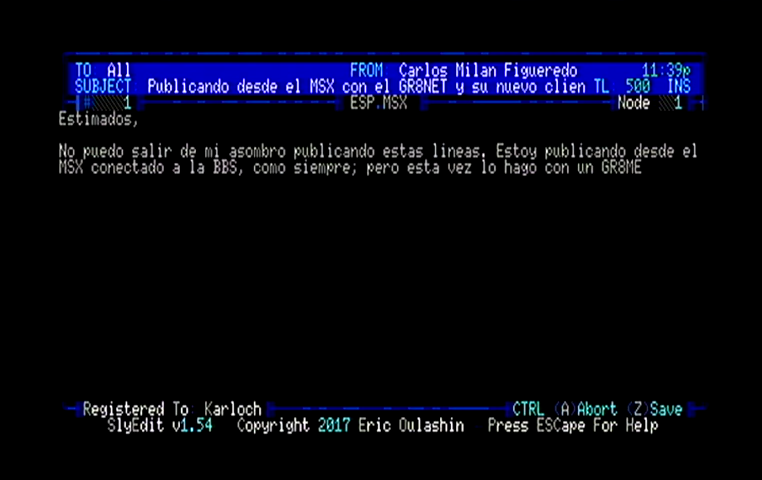 TO All FROM Carlos Milan Figueredo 11:39p
SUBJECT Publicando desde el MSX con el GR8NET y su nuevo clien TL 500 INS
# 1 ESP.MSX Node 1
Estimados,
No puedo salir de mi asombro publicando estas lineas. Estoy publicando desde el
MSX conectado a la BBS, como siempre; pero esta vez lo hago con un GR8ME
Registered To: Karloch CTRL (A)Abort (Z)Save
SlyEdit v1.54 Copyright 2017 Eric Oulashin Press ESCape For Help